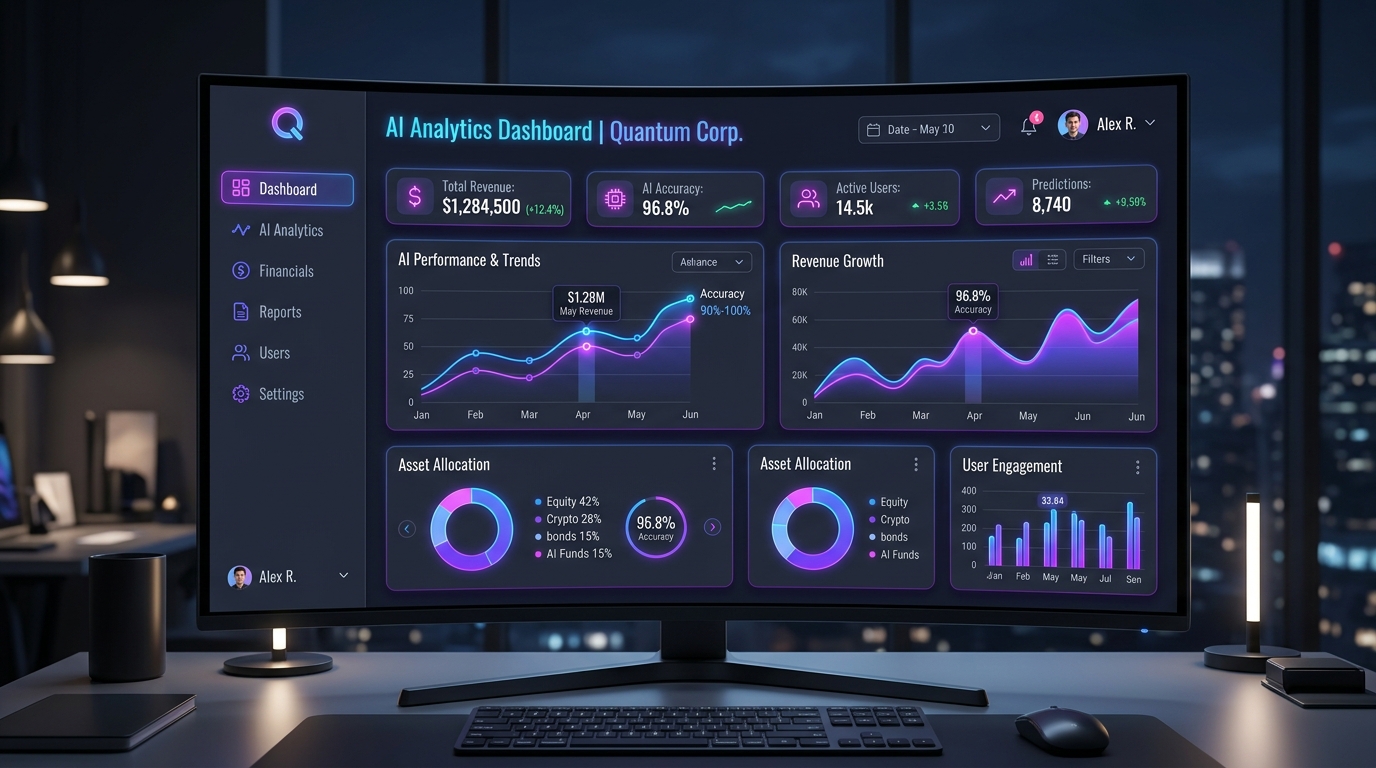 AI Analytics Dashboard | Quantum Corp.
Date - May 10
Alex R.
Dashboard
AI Analytics
Financials
Reports
Users
Settings
Alex R.
Total Revenue:
$1,284,500 (+12.4%)
AI Accuracy:
96.8%
Active Users:
14.5k
+3.5%
Predictions:
8,740
+9,59%
AI Performance & Trends
100
75
50
25
0
$1.28M
May Revenue
Accuracy
90%-100%
Jan Feb Mar Apr May Jun
Revenue Growth
Filters
80K
60K
40K
20K
0
96.8%
Accuracy
Jan Feb Mar Apr May Jun Jun
Asset Allocation
Equity 42%
Crypto 28%
bonds 15%
AI Funds 15%
96.8%
Accuracy
Asset Allocation
Equity
Crypto
bonds
AI Funds
User Engagement
400
300
200
100
0
33.64
Jan Feb May May Jul Sen